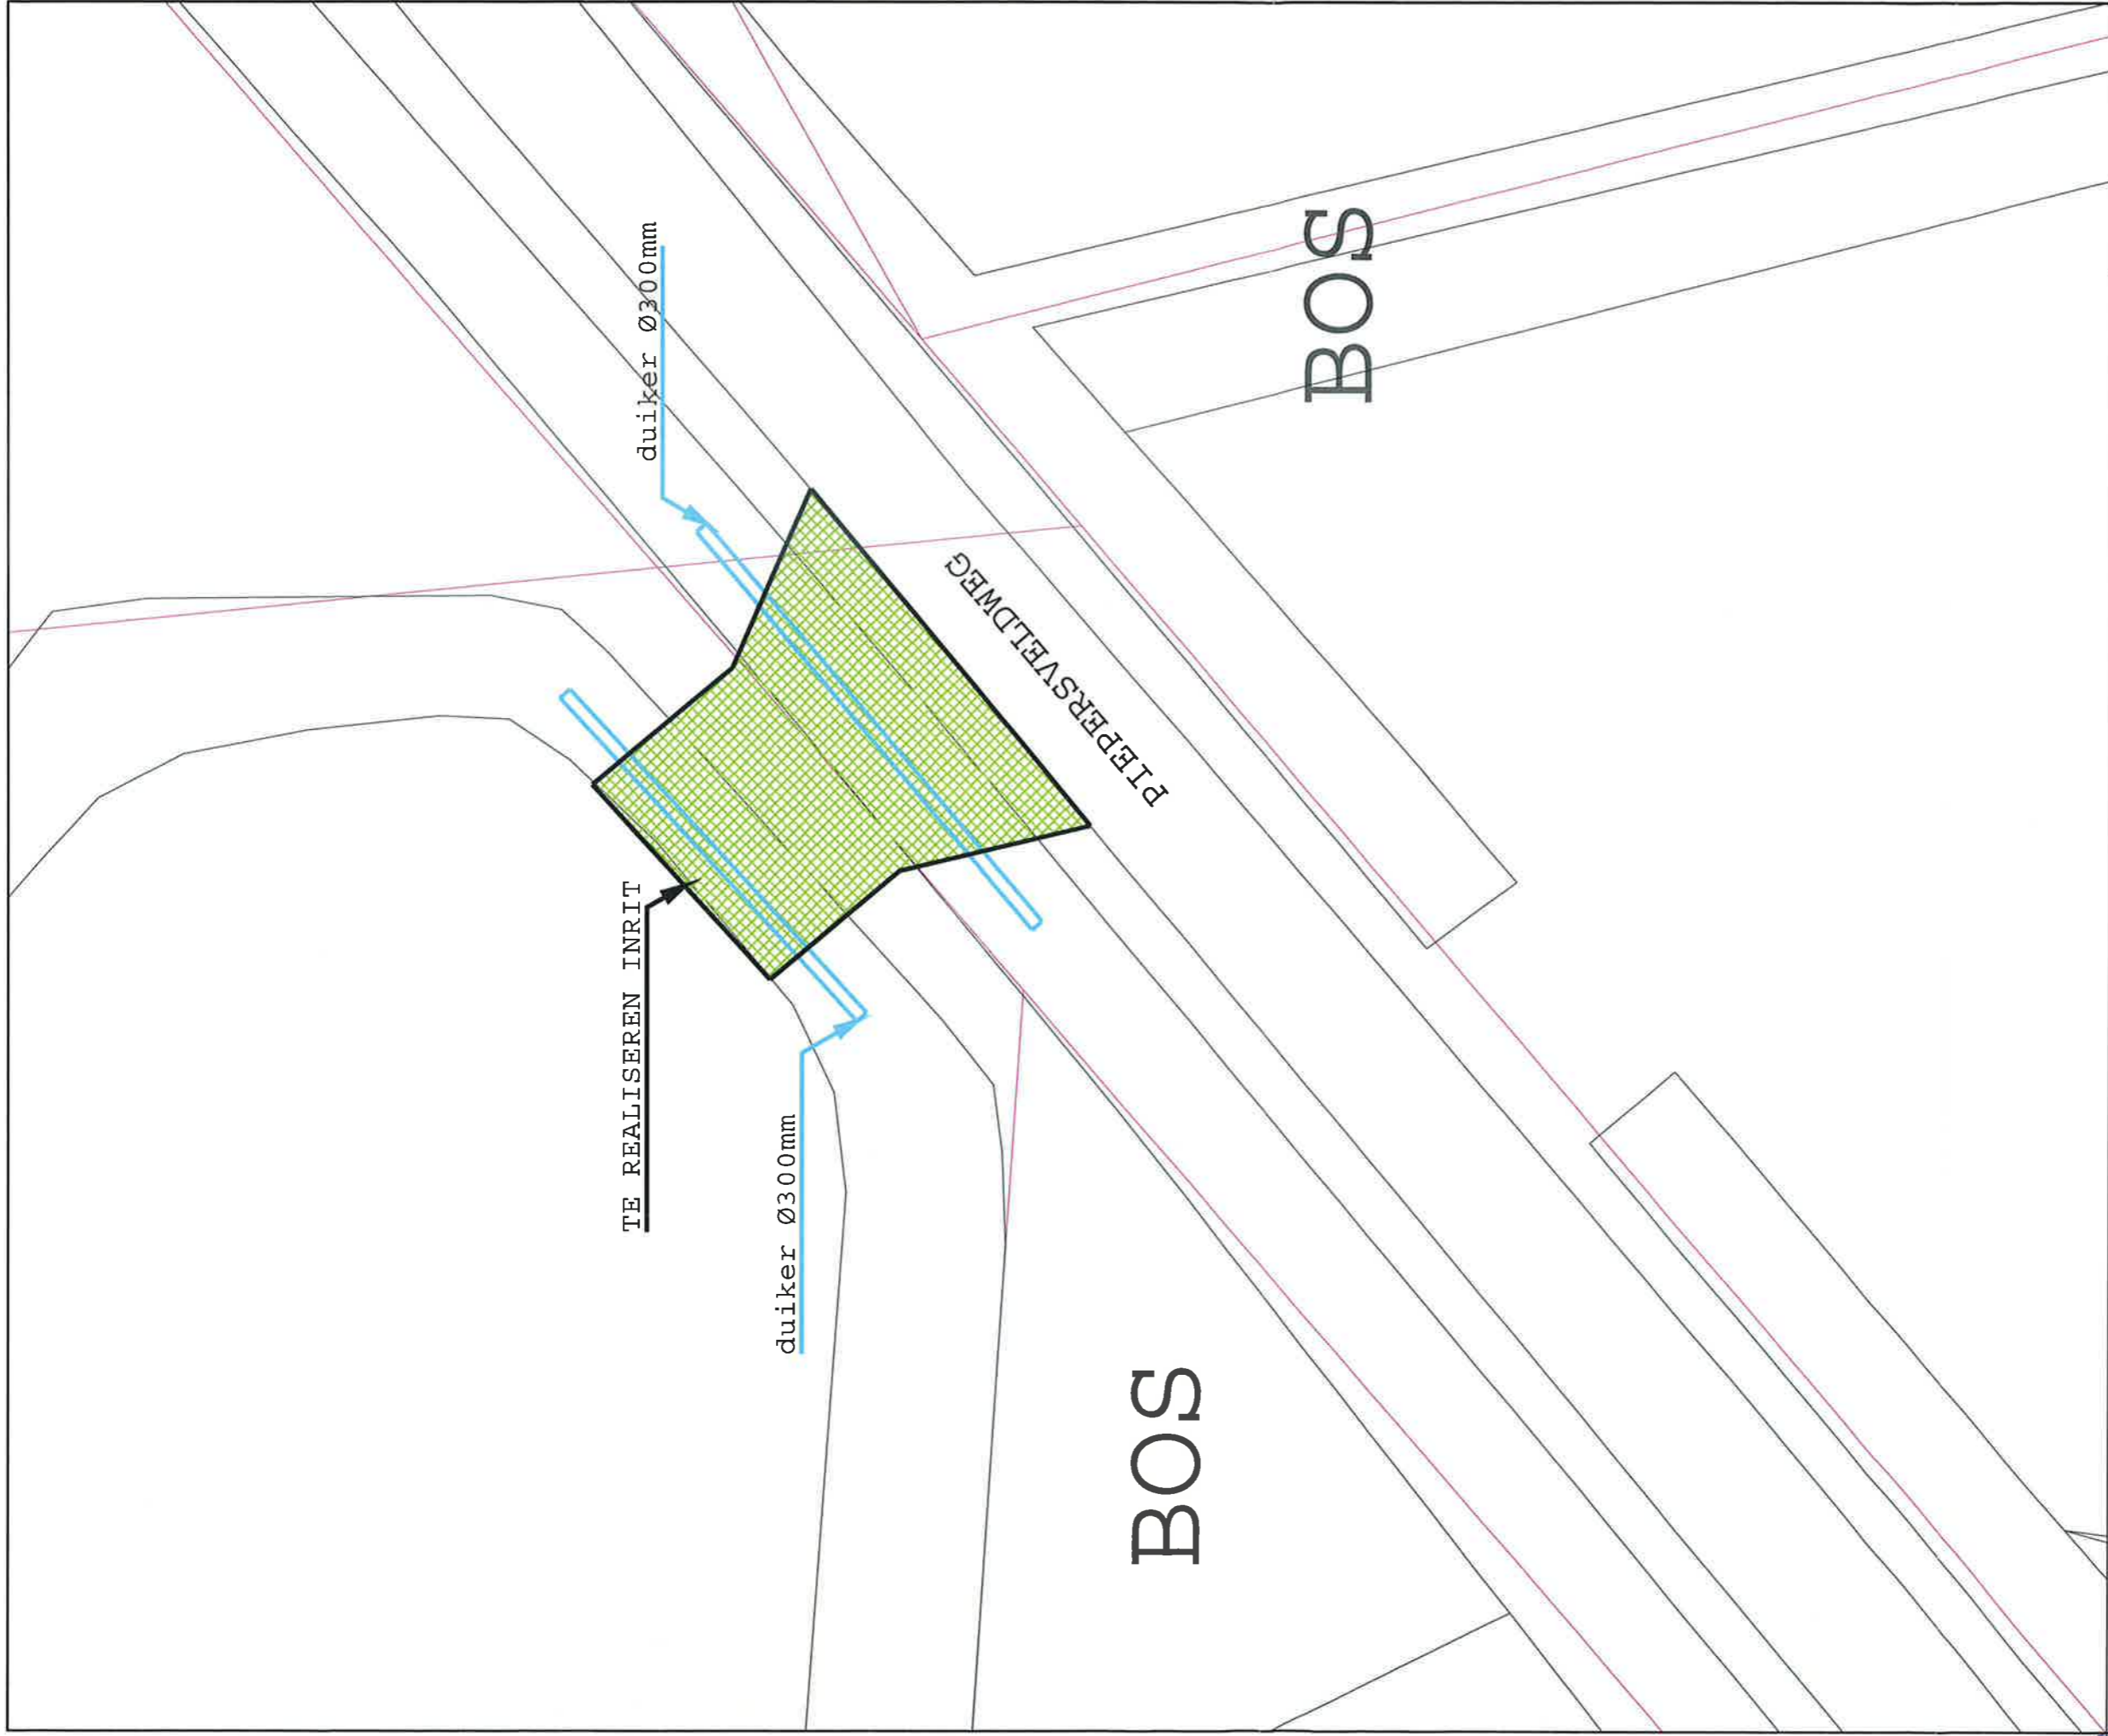 TE REALISEREN INRIT
duiker Ø300mm
duiker Ø300mm
PIEPERSVELDWEG
BOS
BOS